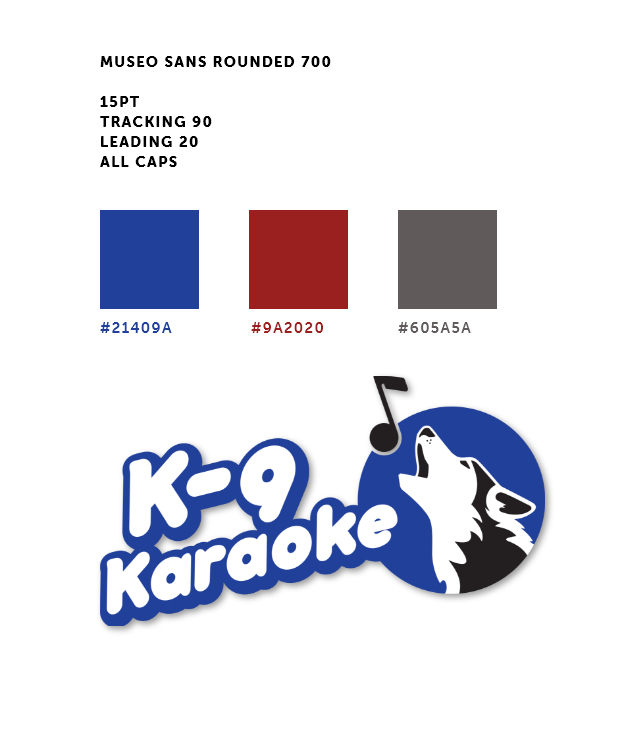 MUSEO SANS ROUNDED 700
15PT
TRACKING 90
LEADING 20
ALL CAPS
#21409A #9A2020 #605A5A
K-9
Karaoke